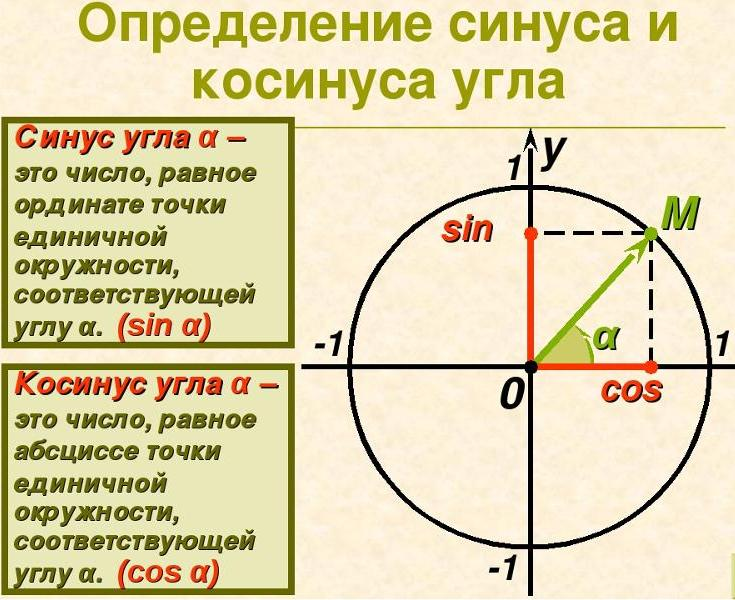 Определение синуса и
косинуса угла
Синус угла α –
это число, равное
ординате точки
единичной
окружности,
соответствующей
углу α. (sin α)
Косинус угла α –
это число, равное
абсциссе точки
единичной
окружности,
соответствующей
углу α. (cos α)
y
1
M
sin
α
-1
1
0
cos
-1